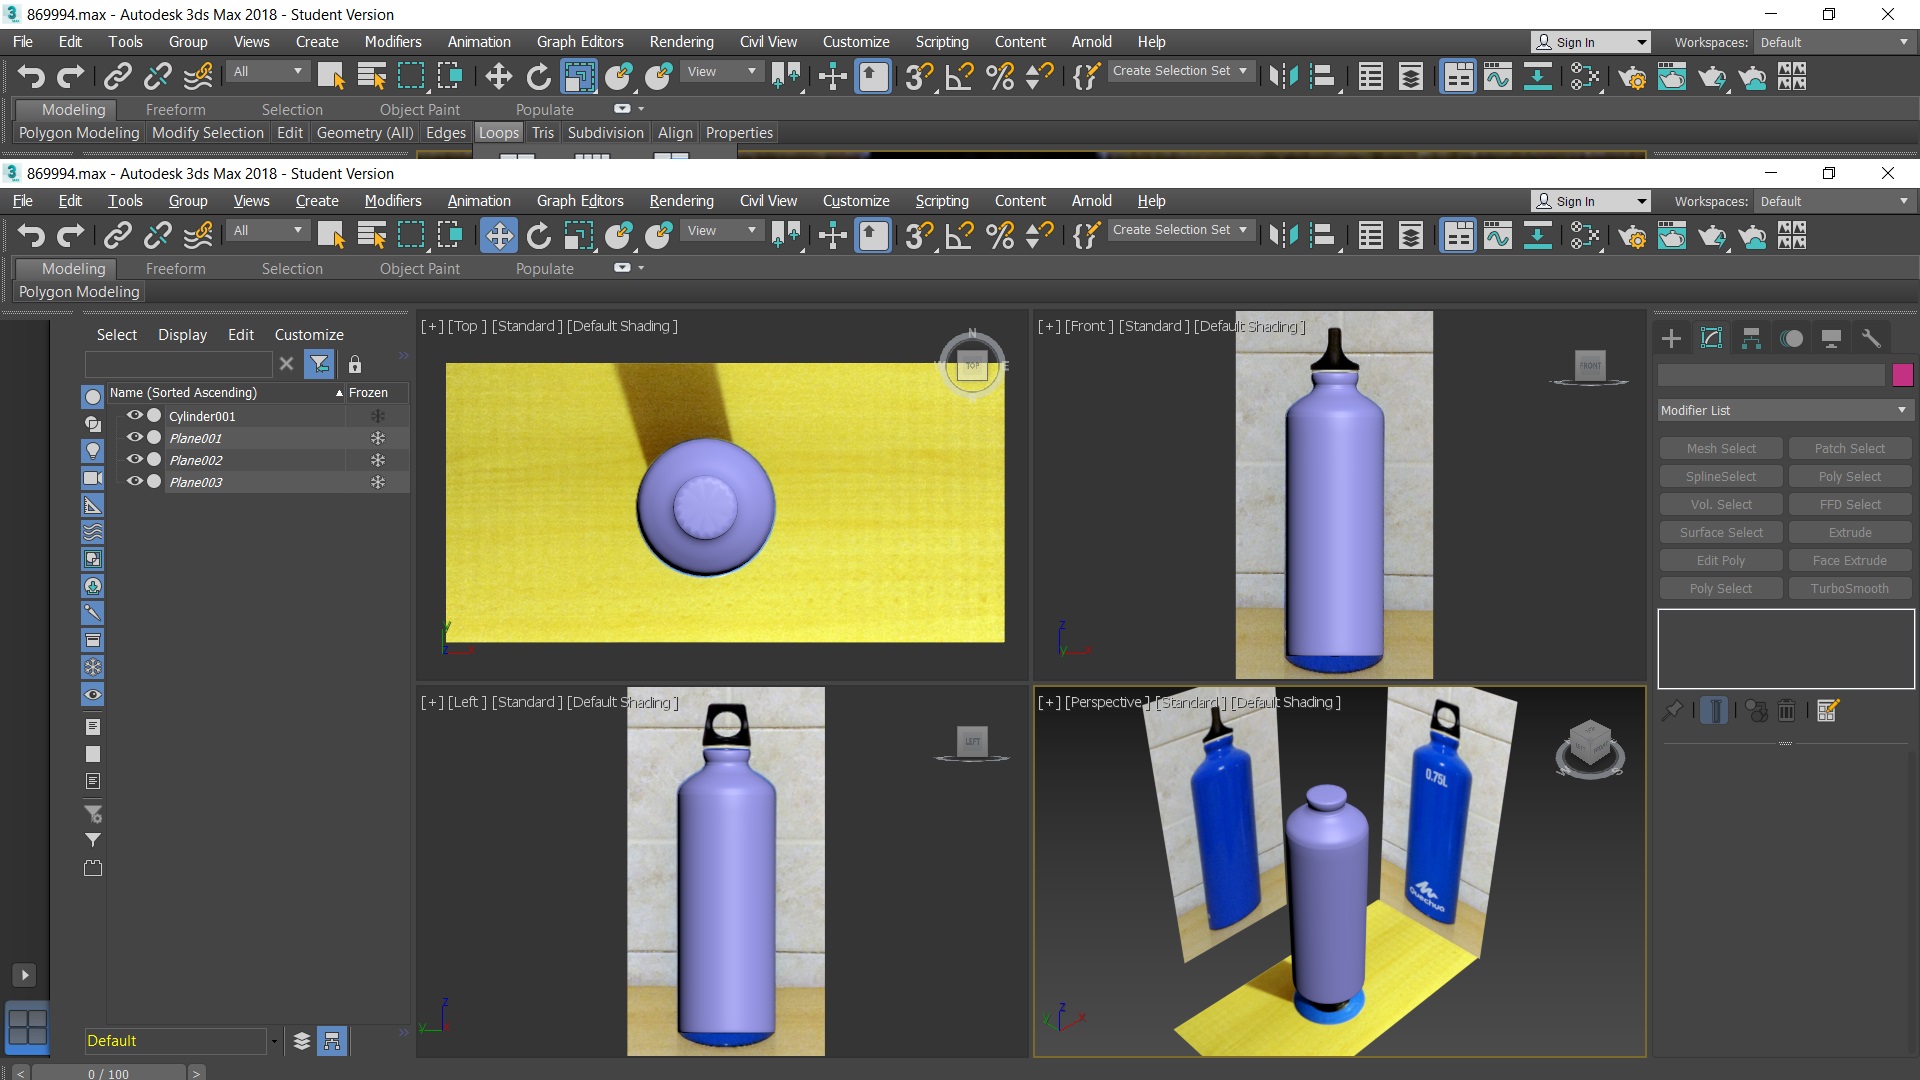 869994.max - Autodesk 3ds Max 2018 - Student Version
File Edit Tools Group Views Create Modifiers Animation Graph Editors Rendering Civil View Customize Scripting Content Arnold Help Sign In Workspaces: Default
All View Create Selection Set
Modeling Freeform Selection Object Paint Populate
Polygon Modeling Modify Selection Edit Geometry (All) Edges Loops Tris Subdivision Align Properties
869994.max - Autodesk 3ds Max 2018 - Student Version
File Edit Tools Group Views Create Modifiers Animation Graph Editors Rendering Civil View Customize Scripting Content Arnold Help Sign In Workspaces: Default
All View Create Selection Set
Modeling Freeform Selection Object Paint Populate
Polygon Modeling
Select Display Edit Customize
Name (Sorted Ascending) Frozen
Cylinder001
Plane001
Plane002
Plane003
Default
0 / 100
[+] [Top ] [Standard ] [Default Shading ]
N
TOP
E
y
x
[+] [Front ] [Standard ] [Default Shading ]
FRONT
z
y x
[+] [Left ] [Standard ] [Default Shading ]
LEFT
z
y
[+] [Perspective ] [Standard ] [Default Shading ]
0.75L
Quechua
z
y x
Modifier List
Mesh Select Patch Select
SplineSelect Poly Select
Vol. Select FFD Select
Surface Select Extrude
Edit Poly Face Extrude
Poly Select TurboSmooth